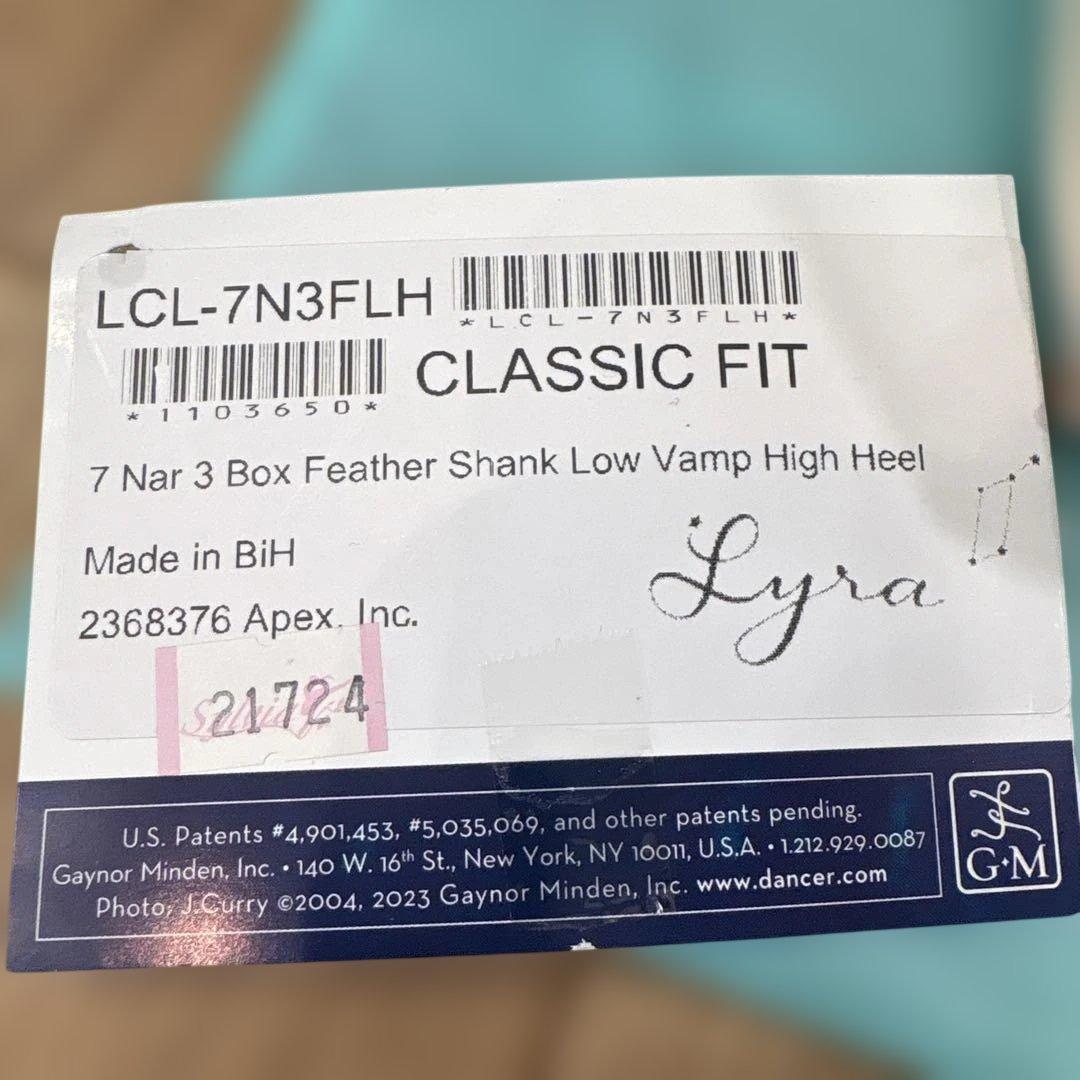 LCL-7N3FLH
*LCL-7N3FLH*
*1103650*
CLASSIC FIT
7 Nar 3 Box Feather Shank Low Vamp High Heel
Made in BiH
2368376 Apex, Inc.
Lyra
21724
U.S. Patents #4,901,453, #5,035,069, and other patents pending.
Gaynor Minden, Inc. • 140 W. 16th St., New York, NY 10011, U.S.A. • 1.212.929.0087
Photo: J.Curry ©2004, 2023 Gaynor Minden, Inc. www.dancer.com
G•M